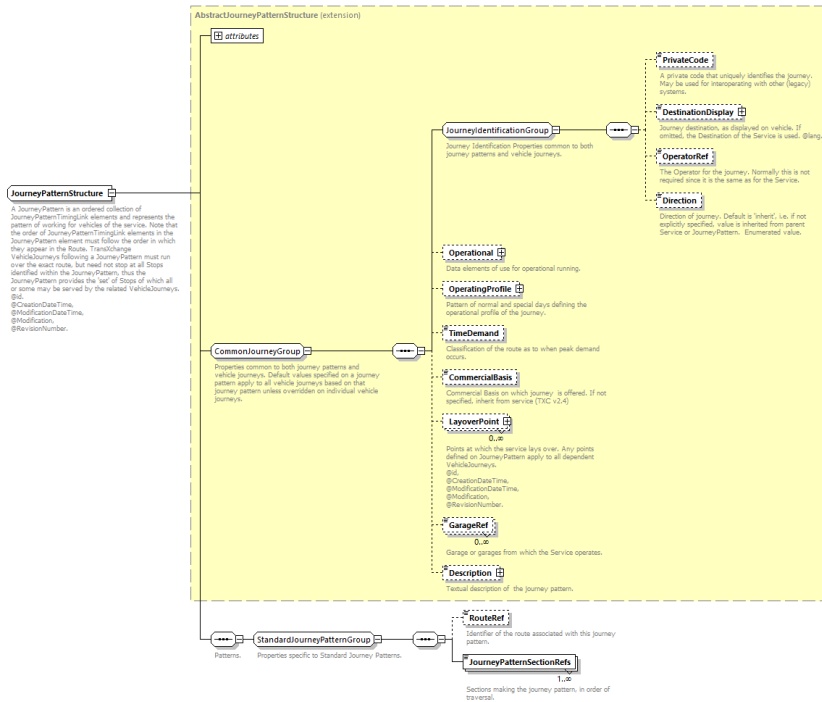 AbstractJourneyPatternStructure (extension)
attributes
PrivateCode
A private code that uniquely identifies the journey.
May be used for interoperating with other (legacy)
systems.
DestinationDisplay
Journey destination, as displayed on vehicle. If
omitted, the Destination of the Service is used. @lang.
JourneyIdentificationGroup
Journey Identification Properties common to both
journey patterns and vehicle journeys.
OperatorRef
The Operator for the journey. Normally this is not
required since it is the same as for the Service.
Direction
Direction of journey. Default is 'inherit', i.e. if not
explicitly specified, value is inherited from parent
Service or JourneyPattern. Enumerated value.
JourneyPatternStructure
A JourneyPattern is an ordered collection of
JourneyPatternTimingLink elements and represents the
pattern of working for vehicles of the service. Note that
the order of JourneyPatternTimingLink elements in the
JourneyPattern element must follow the order in which
they appear in the Route. TransXchange
VehicleJourneys following a JourneyPattern must run
over the exact route, but need not stop at all Stops
identified within the JourneyPattern, thus the
JourneyPattern provides the 'set' of Stops of which all
or some may be served by the related VehicleJourneys.
@id.
@CreationDateTime,
@ModificationDateTime,
@Modification,
@RevisionNumber.
Operational
Data elements of use for operational running.
OperatingProfile
Pattern of normal and special days defining the
operational profile of the journey.
TimeDemand
Classification of the route as to when peak demand
occurs.
CommonJourneyGroup
Properties common to both journey patterns and
vehicle journeys. Default values specified on a journey
pattern apply to all vehicle journeys based on that
journey pattern unless overridden on individual vehicle
journeys.
CommercialBasis
Commercial Basis on which journey is offered. If not
specified, inherit from service (TXC v2.4)
LayoverPoint
0..∞
Points at which the service lays over. Any points
defined on JourneyPattern apply to all dependent
VehicleJourneys.
@id,
@CreationDateTime,
@ModificationDateTime,
@Modification,
@RevisionNumber.
GarageRef
0..∞
Garage or garages from which the Service operates.
Description
Textual description of the journey pattern.
Patterns.
StandardJourneyPatternGroup
Properties specific to Standard Journey Patterns.
RouteRef
Identifier of the route associated with this journey
pattern.
JourneyPatternSectionRefs
1..∞
Sections making the journey pattern, in order of
traversal.